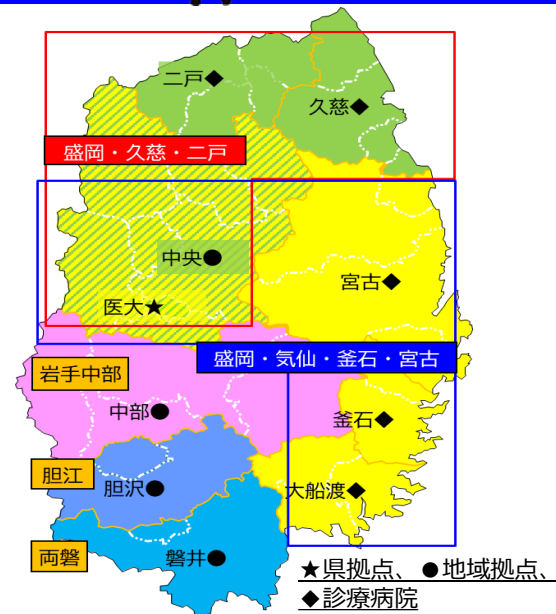 二戸◆
久慈◆
盛岡・久慈・二戸
中央●
宮古◆
医大★
盛岡・気仙・釜石・宮古
岩手中部
中部●
釜石◆
胆江
胆沢●
大船渡◆
両磐
磐井●
★県拠点、●地域拠点、
◆診療病院